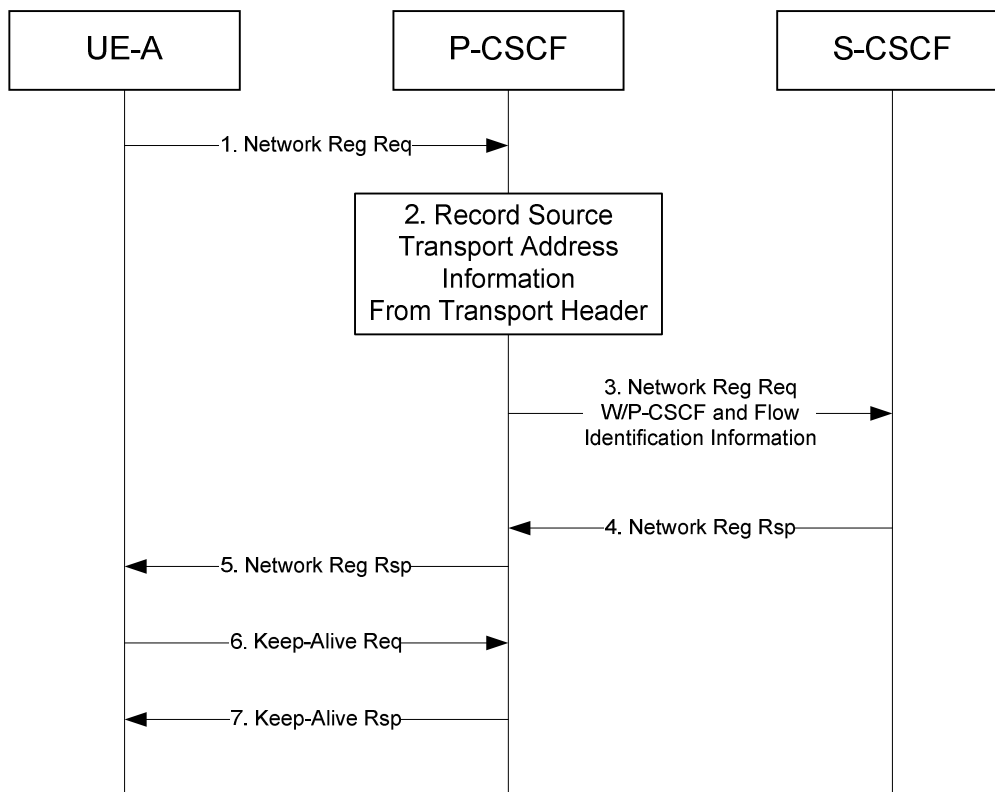 UE-A
P-CSCF
S-CSCF
1. Network Reg Req
2. Record Source
Transport Address
Information
From Transport Header
3. Network Reg Req
W/P-CSCF and Flow
Identification Information
4. Network Reg Rsp
5. Network Reg Rsp
6. Keep-Alive Req
7. Keep-Alive Rsp